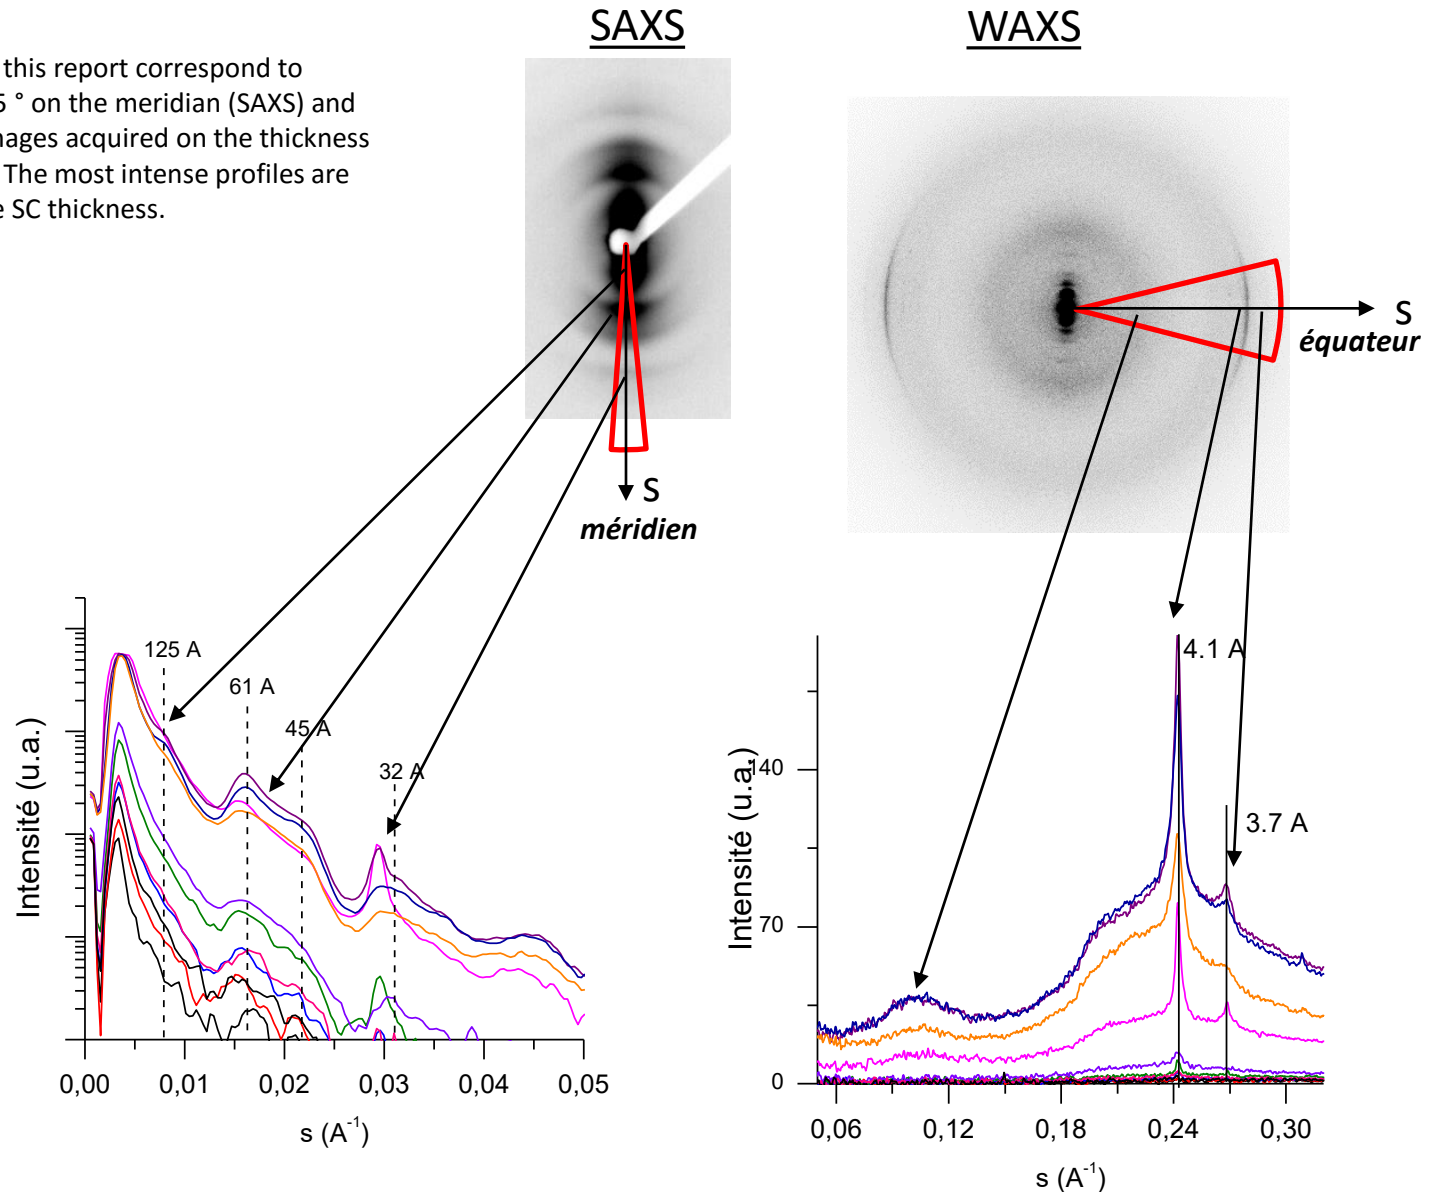 SAXS
WAXS
this report correspond to
5 ° on the meridian (SAXS) and
nages acquired on the thickness
The most intense profiles are
e SC thickness.
S
équateur
S
méridien
125 A
61 A
45 A
32 A
Intensité (u.a.)
0,00 0,01 0,02 0,03 0,04 0,05
s (A⁻¹)
4.1 A
3.7 A
Intensité (u.a.)
140
70
0
0,06 0,12 0,18 0,24 0,30
s (A⁻¹)